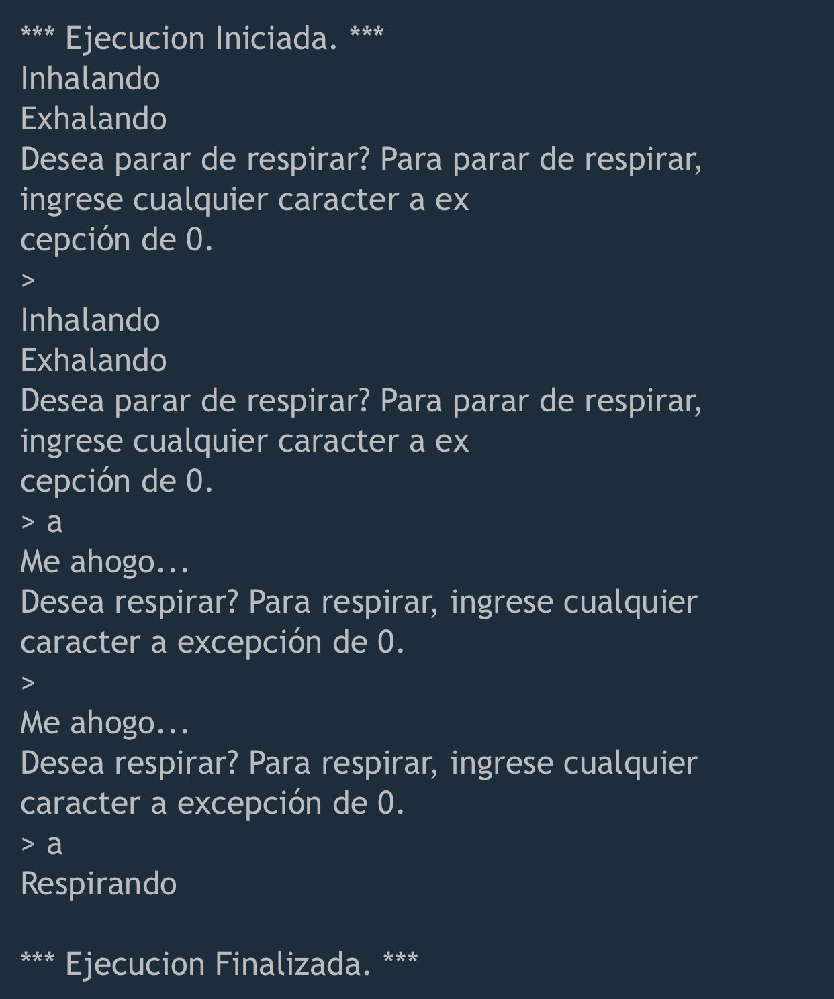 *** Ejecucion Iniciada. ***
Inhalando
Exhalando
Desea parar de respirar? Para parar de respirar,
ingrese cualquier caracter a ex
cepción de 0.
>
Inhalando
Exhalando
Desea parar de respirar? Para parar de respirar,
ingrese cualquier caracter a ex
cepción de 0.
> a
Me ahogo...
Desea respirar? Para respirar, ingrese cualquier
caracter a excepción de 0.
>
Me ahogo...
Desea respirar? Para respirar, ingrese cualquier
caracter a excepción de 0.
> a
Respirando
*** Ejecucion Finalizada. ***